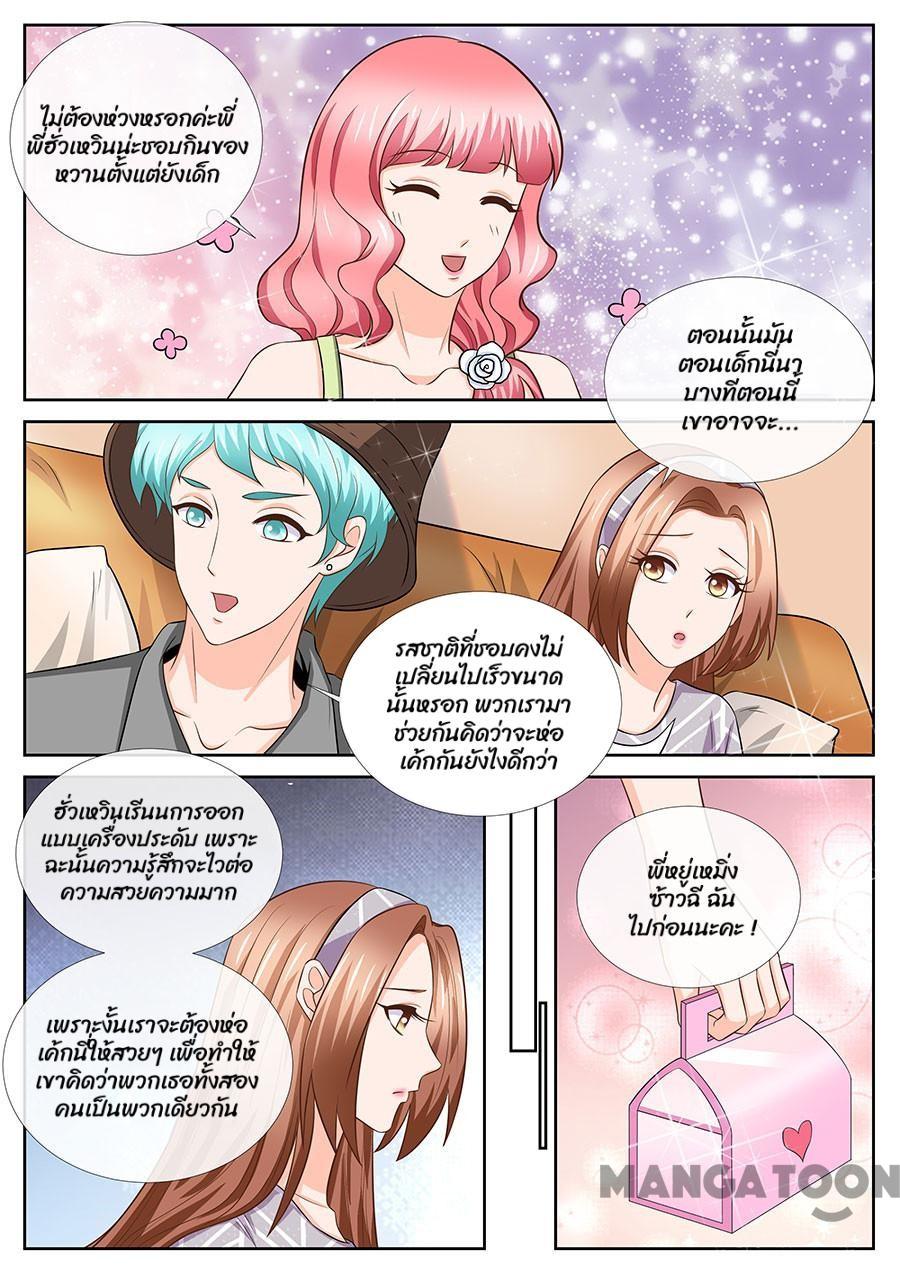 ไม่ต้องห่วงหรอกค่ะพี่
พี่ฮั่วเหวินน่ะชอบกินของ
หวานตั้งแต่ยังเด็ก
ตอนนั้นมัน
ตอนเด็กนี่นา
บางทีตอนนี้
เขาอาจจะ...
รสชาติที่ชอบคงไม่
เปลี่ยนไปเร็วขนาด
นั้นหรอก พวกเรามา
ช่วยกันคิดว่าจะห่อ
เค้กกันยังไงดีกว่า
ฮั่วเหวินเรีนนการออก
แบบเครื่องประดับ เพราะ
ฉะนั้นความรู้สึกจะไวต่อ
ความสวยความมาก
เพราะงั้นเราจะต้องห่อ
เค้กนี้ให้สวยๆ เพื่อทำให้
เขาคิดว่าพวกเธอทั้งสอง
คนเป็นพวกเดียวกัน
พี่หยู่เหมิ่ง
ซ้าวฉี ฉัน
ไปก่อนนะคะ !
MANGATOON